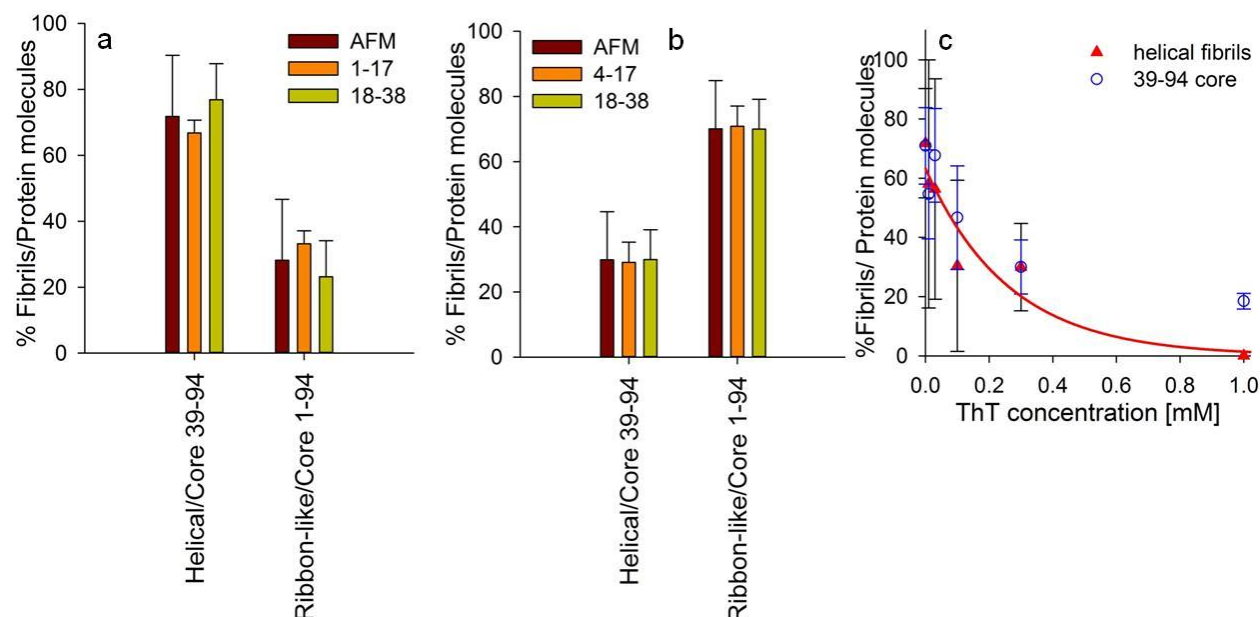 a
% Fibrils/Protein molecules
100
80
60
40
20
0
AFM
1-17
18-38
Helical/Core 39-94
Ribbon-like/Core 1-94
b
% Fibrils/Protein molecules
100
80
60
40
20
0
AFM
4-17
18-38
Helical/Core 39-94
Ribbon-like/Core 1-94
c
%Fibrils/ Protein molecules
100
80
60
40
20
0
helical fibrils
39-94 core
0.0 0.2 0.4 0.6 0.8 1.0
ThT concentration [mM]